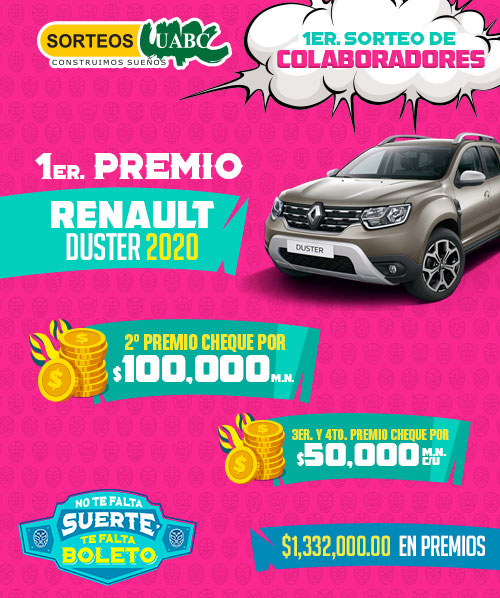 SORTEOS UABC
CONSTRUIMOS SUEÑOS
1ER. SORTEO DE
COLABORADORES
1ER. PREMIO
RENAULT
DUSTER 2020
DUSTER
2º PREMIO CHEQUE POR
$100,000 M.N.
3ER. Y 4TO. PREMIO CHEQUE POR
$50,000 M.N. C/U
NO TE FALTA
SUERTE,
TE FALTA
BOLETO
$1,332,000.00 EN PREMIOS